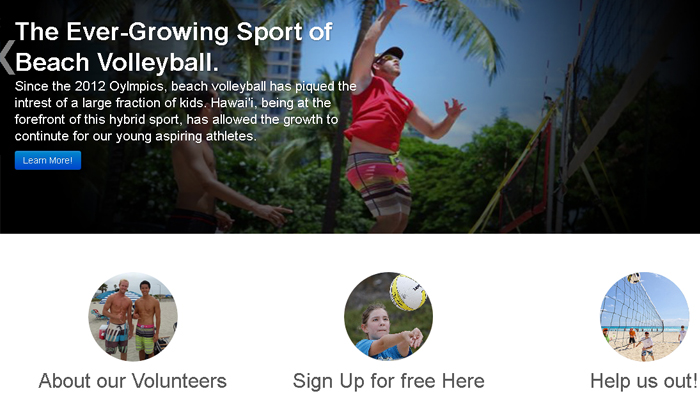 The Ever-Growing Sport of
Beach Volleyball.
Since the 2012 Oylmpics, beach volleyball has piqued the
intrest of a large fraction of kids. Hawai'i, being at the
forefront of this hybrid sport, has allowed the growth to
continue for our young aspiring athletes.
Learn More!
About our Volunteers
Sign Up for free Here
Help us out!